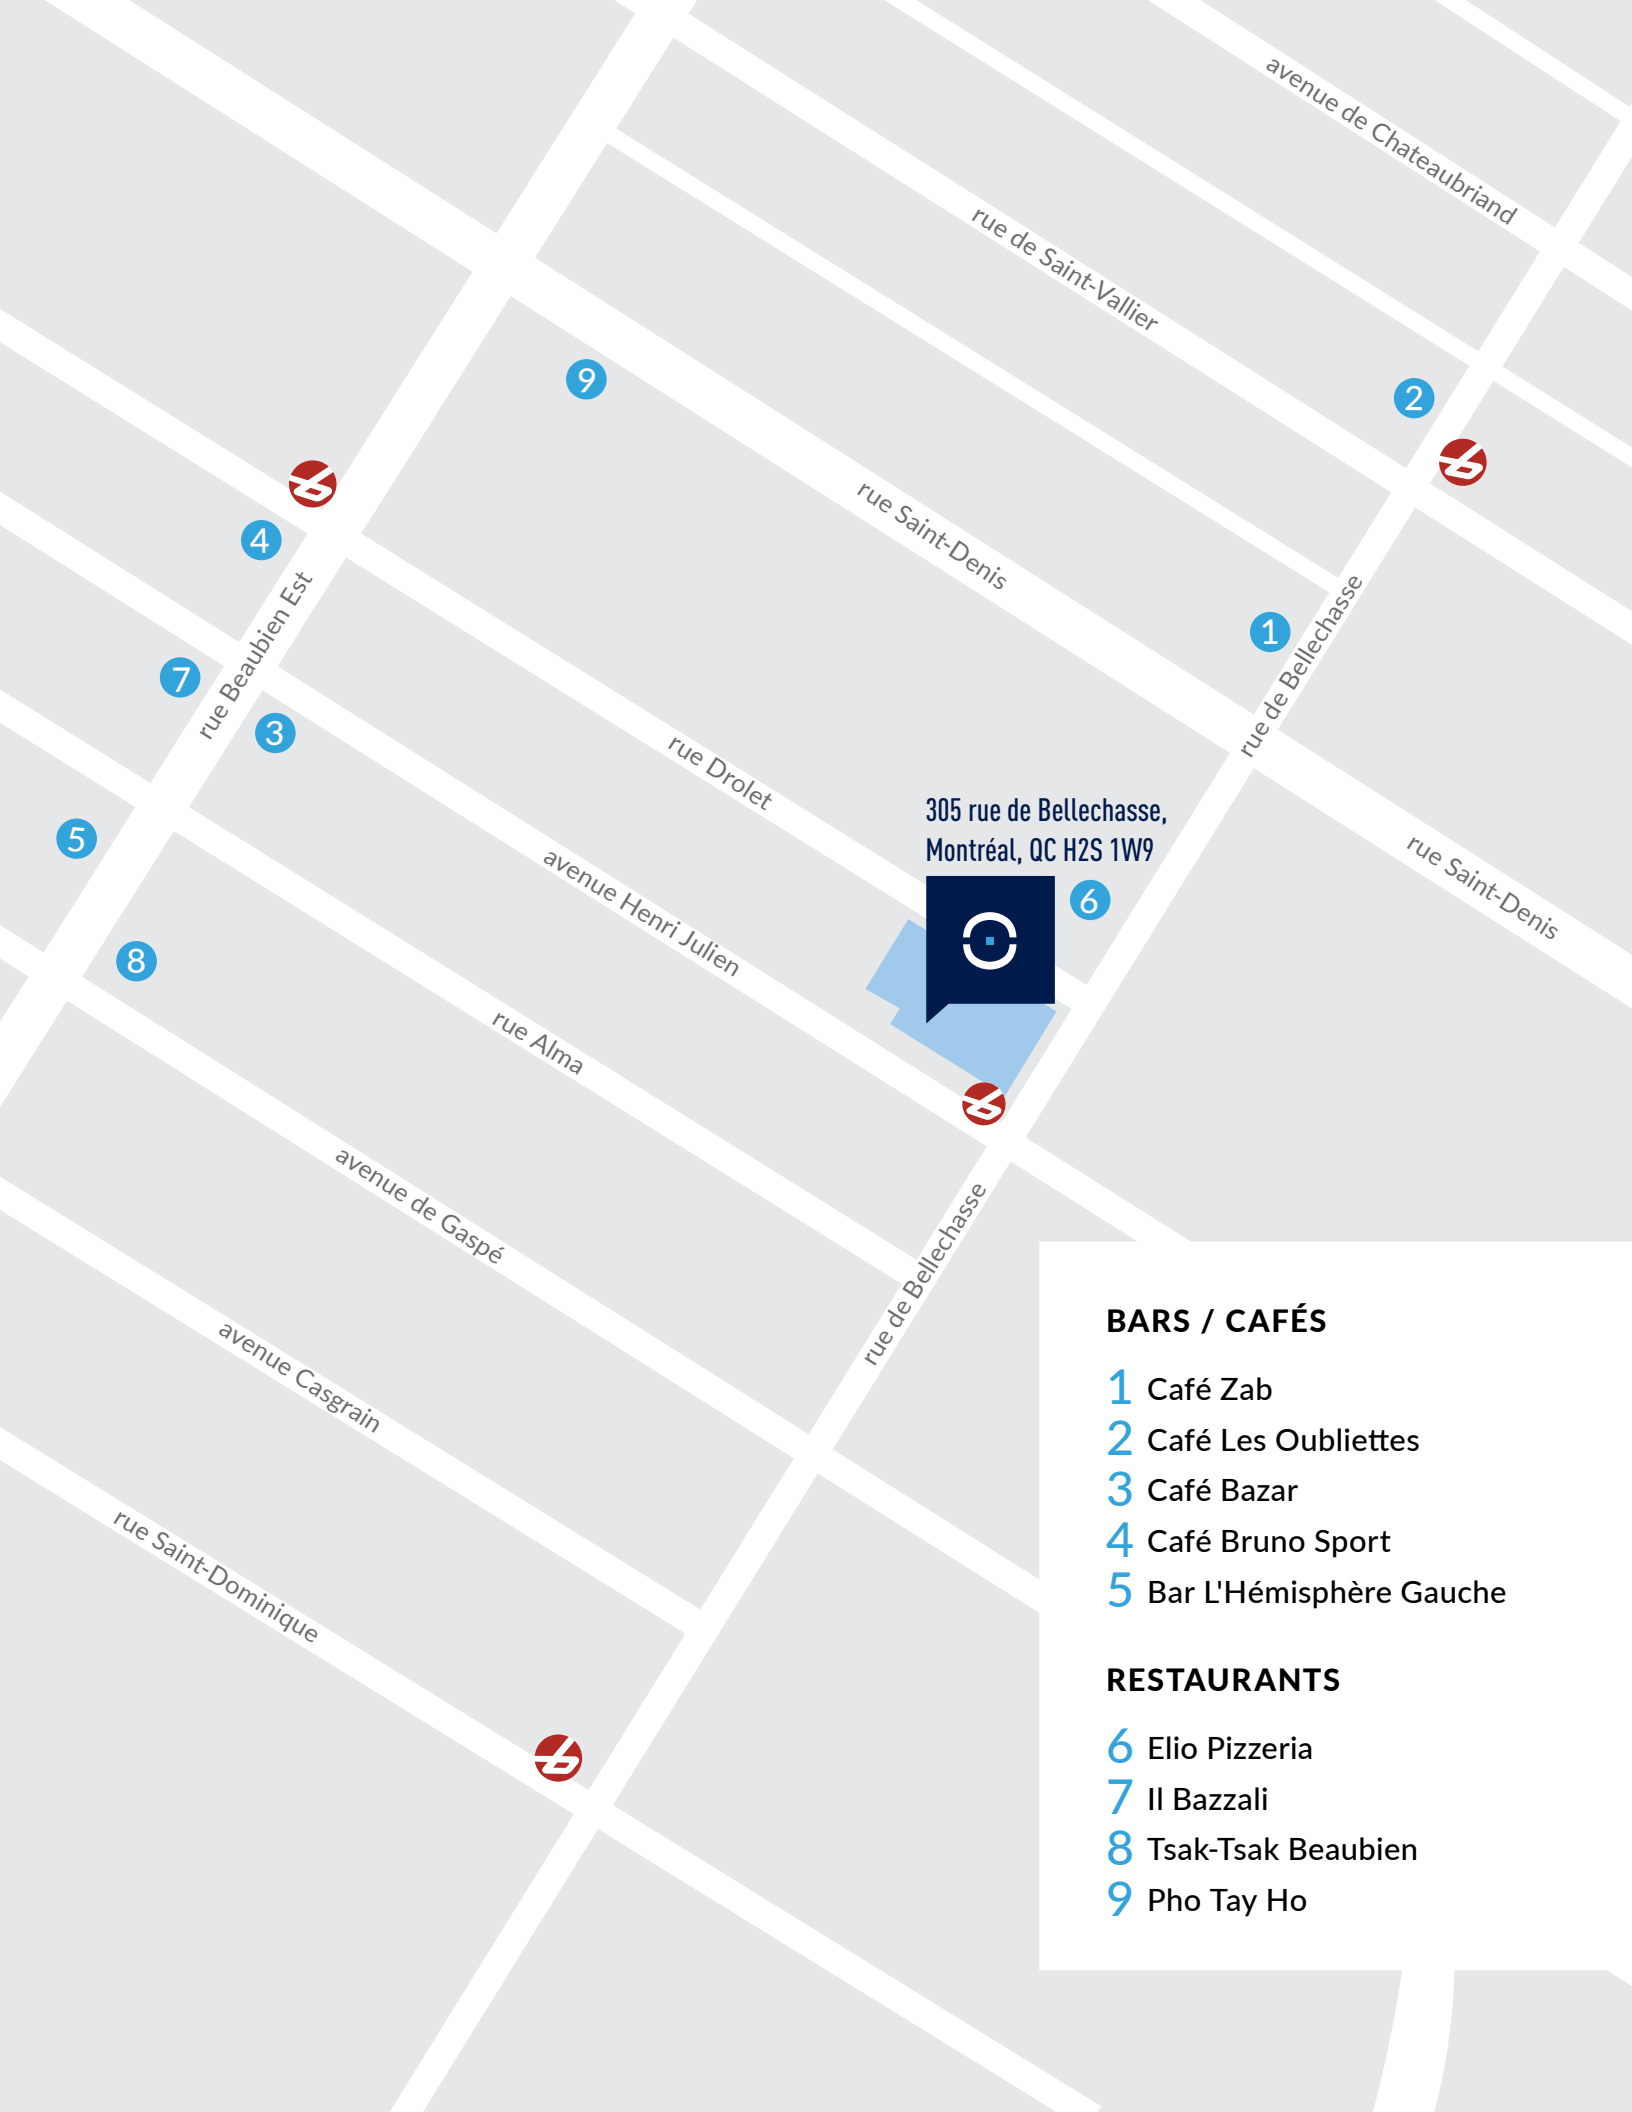 avenue de Chateaubriand
rue de Saint-Vallier
9
2
4
rue Saint-Denis
rue Beaubien Est
1
rue de Bellechasse
7
3
rue Drolet
305 rue de Bellechasse,
Montréal, QC H2S 1W9
5
6
rue Saint-Denis
avenue Henri Julien
8
rue Alma
avenue de Gaspé
rue de Bellechasse
avenue Casgrain
rue Saint-Dominique
BARS / CAFÉS
1 Café Zab
2 Café Les Oubliettes
3 Café Bazar
4 Café Bruno Sport
5 Bar L'Hémisphère Gauche
RESTAURANTS
6 Elio Pizzeria
7 Il Bazzali
8 Tsak-Tsak Beaubien
9 Pho Tay Ho